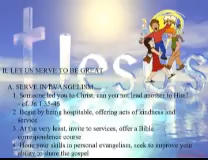 II. LET US SERVE TO BE GREAT
A. SERVE IN EVANGELISM...
1. Someone led you to Christ, can you not lead another to Him?
- cf. Jn 1:35-46
2. Begin by being hospitable, offering acts of kindness and
service
3. At the very least, invite to services, offer a Bible
correspondence course
4. Hone your skills in personal evangelism, seek to improve your
ability to share the gospel